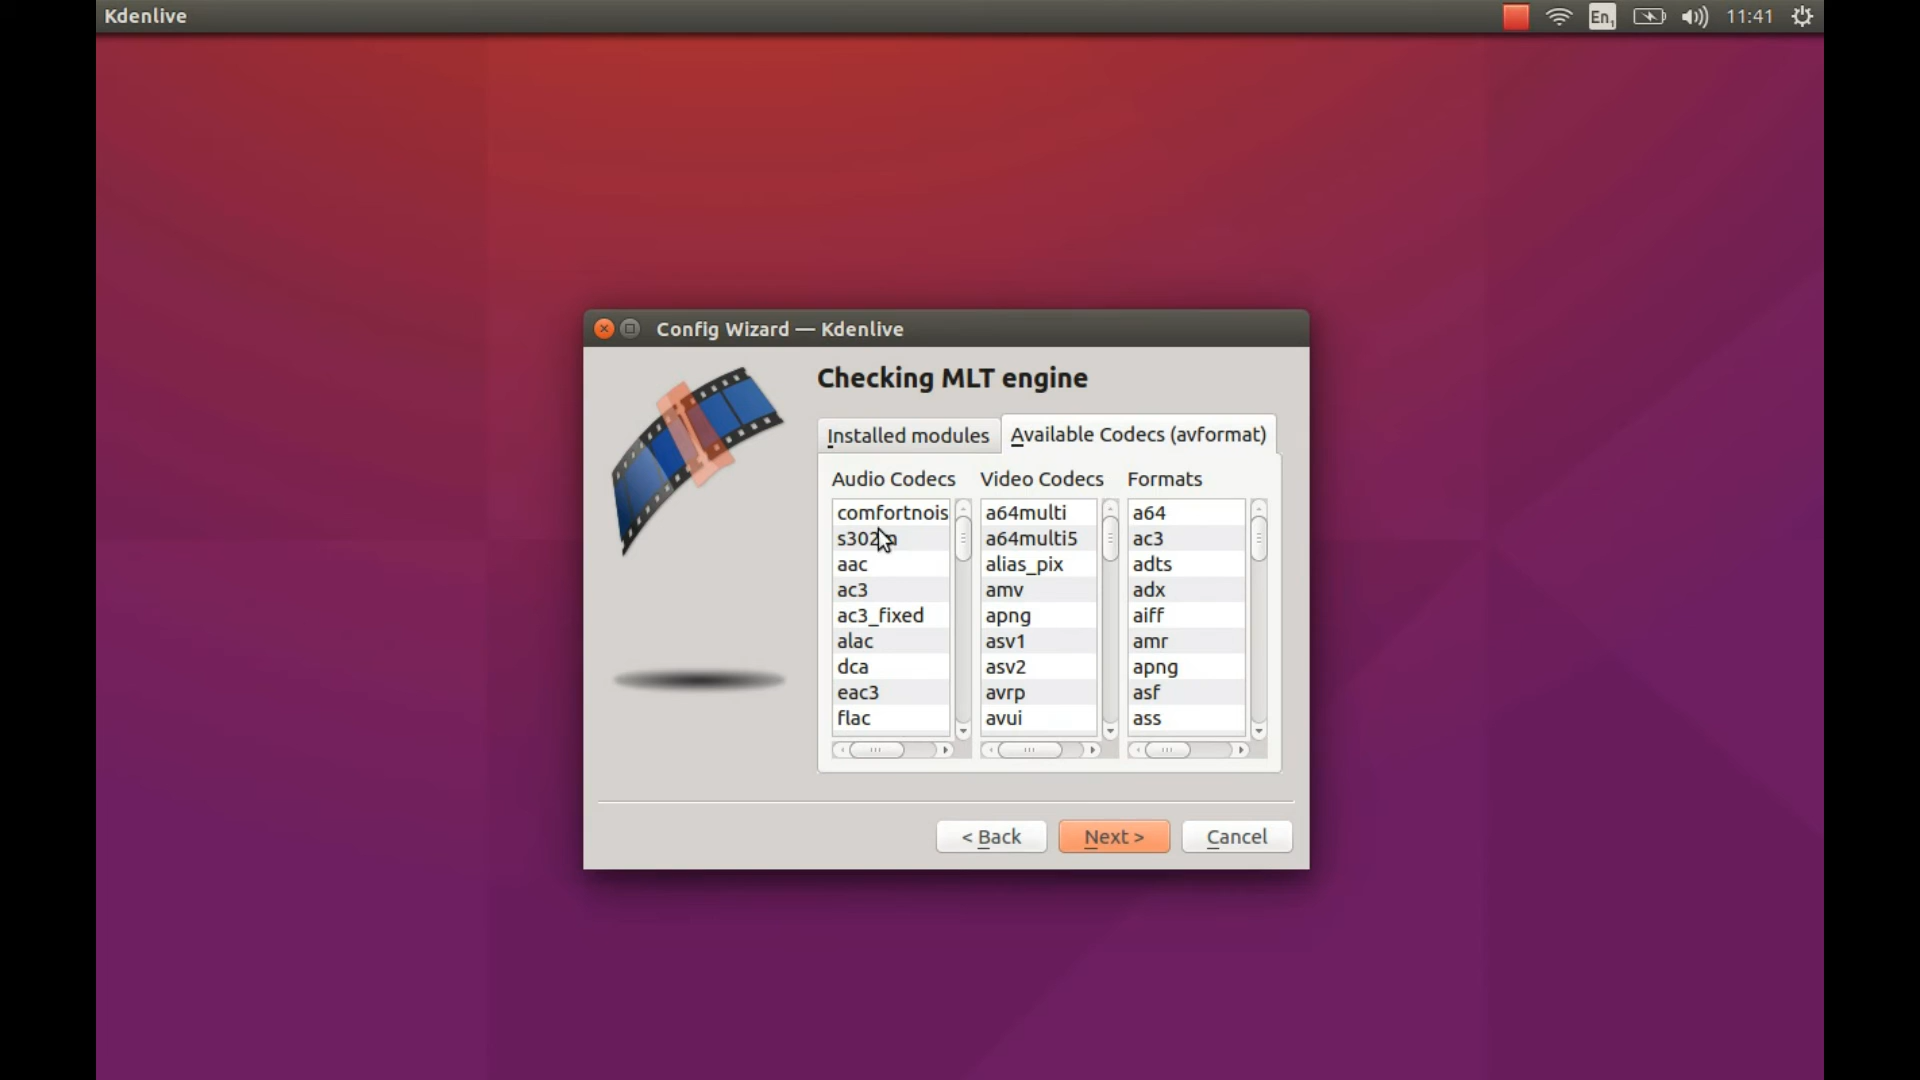 Kdenlive
En1
11:41
Config Wizard — Kdenlive
Checking MLT engine
Installed modules
Available Codecs (avformat)
Audio Codecs
Video Codecs
Formats
comfortnois
a64multi
a64
a64multi5
ac3
aac
alias_pix
adts
ac3
amv
adx
ac3_fixed
apng
aiff
alac
asv1
amr
dca
asv2
apng
eac3
avrp
asf
flac
avui
ass
< Back
Next >
Cancel